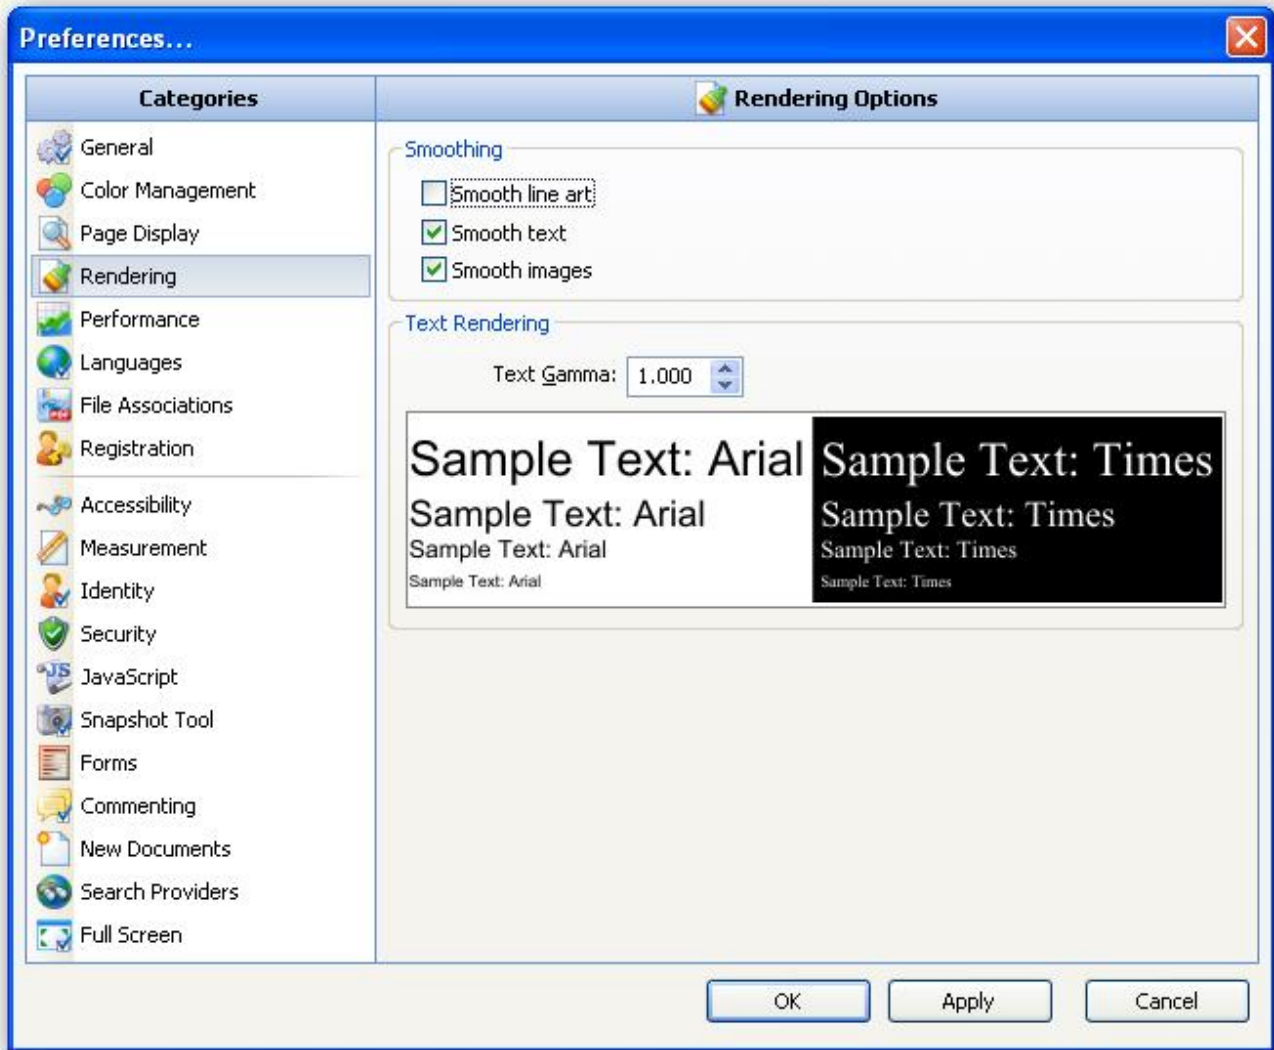 Preferences...
Categories
General
Color Management
Page Display
Rendering
Performance
Languages
File Associations
Registration
Accessibility
Measurement
Identity
Security
JavaScript
Snapshot Tool
Forms
Commenting
New Documents
Search Providers
Full Screen
Rendering Options
Smoothing
Smooth line art
Smooth text
Smooth images
Text Rendering
Text Gamma: 1.000
Sample Text: Arial
Sample Text: Arial
Sample Text: Arial
Sample Text: Arial
Sample Text: Times
Sample Text: Times
Sample Text: Times
Sample Text: Times
OK Apply Cancel